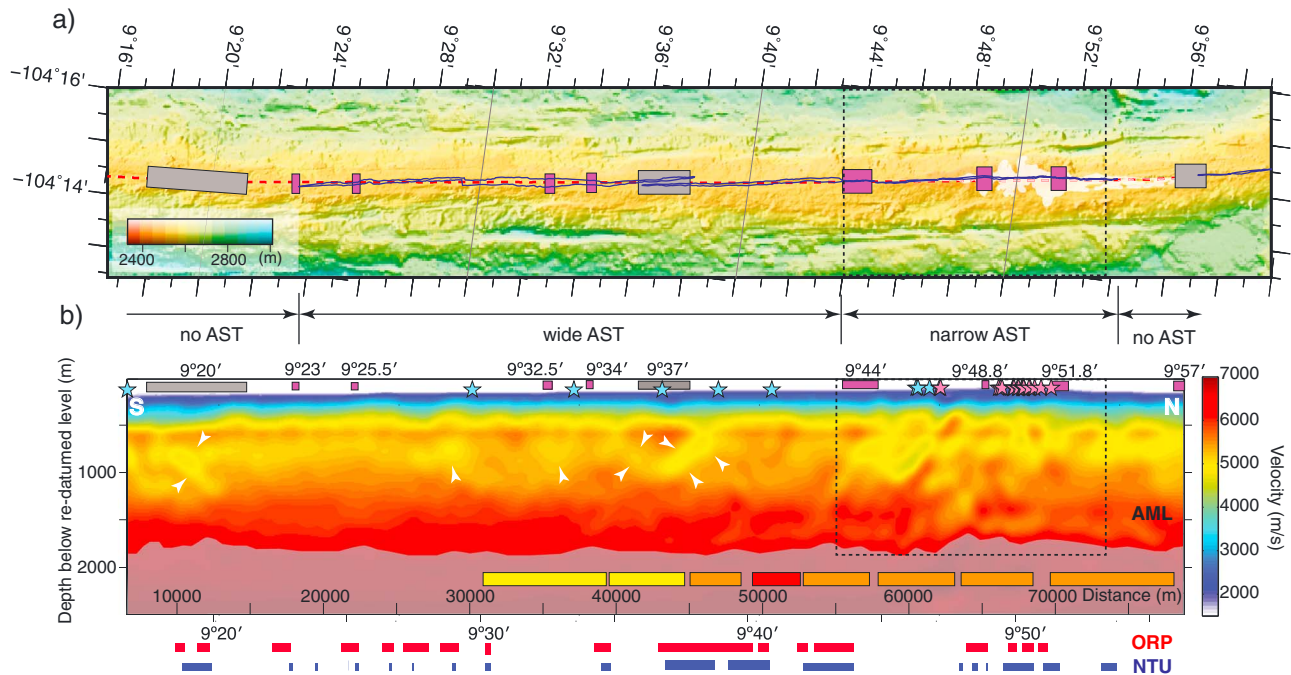 a)
9°16′ 9°20′ 9°24′ 9°28′ 9°32′ 9°36′ 9°40′ 9°44′ 9°48′ 9°52′ 9°56′
−104°16′
−104°14′
2400 2800 (m)
b)
no AST wide AST narrow AST no AST
9°20′ 9°23′ 9°25.5′ 9°32.5′ 9°34′ 9°37′ 9°44′ 9°48.8′ 9°51.8′ 9°57′
S N
Depth below re-datumed level (m)
1000
2000
AML
7000
6000
5000
4000
3000
2000
Velocity (m/s)
10000 20000 30000 40000 50000 60000 70000 Distance (m)
9°20′ 9°30′ 9°40′ 9°50′
ORP
NTU